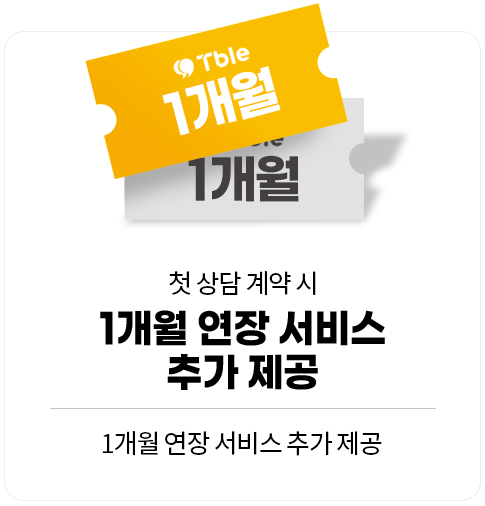 Tble
1개월
ble
1개월
첫 상담 계약 시
1개월 연장 서비스
추가 제공
1개월 연장 서비스 추가 제공